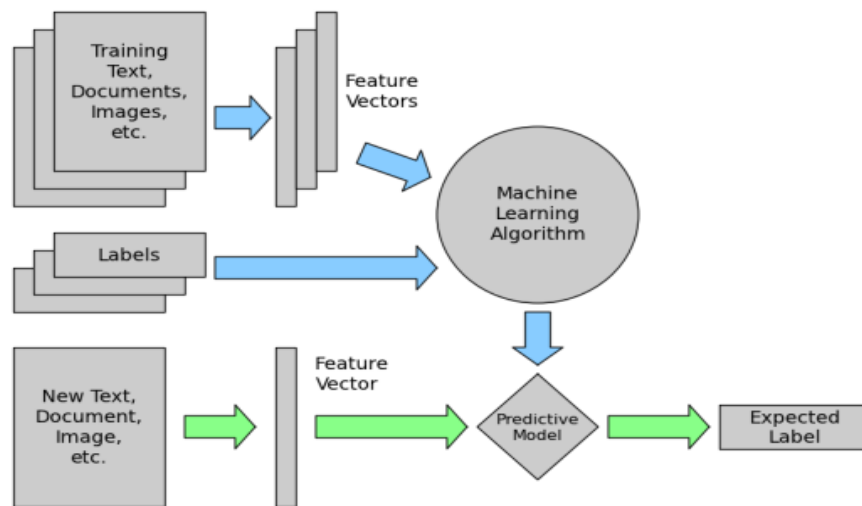 Training
Text,
Documents,
Images,
etc.
Feature
Vectors
Machine
Learning
Algorithm
Labels
New Text,
Document,
Image,
etc.
Feature
Vector
Predictive
Model
Expected
Label